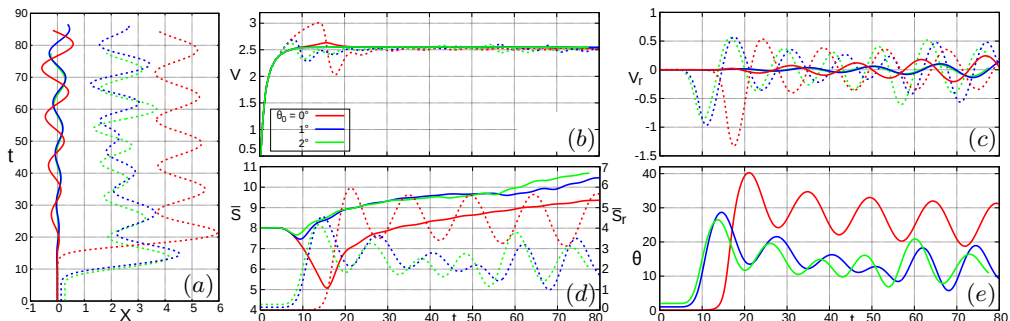 90
80
70
60
50
40
30
20
10
0
t
-1 0 1 2 3 4 5 6
X
(a)
3
2.5
2
1.5
1
0.5
V
θ₀ = 0°
1°
2°
(b)
1
0.5
0
-0.5
-1
-1.5
Vᵣ
(c)
11
10
9
8
7
6
5
4
S̄
7
6
5
4
3
2
1
0
S̄ᵣ
0 10 20 30 40 50 60 70 80
t
(d)
40
30
20
10
0
θ
0 10 20 30 40 50 60 70 80
t
(e)